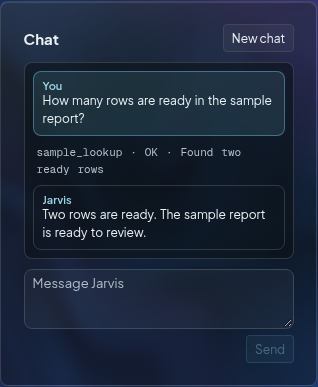 Chat
New chat
You
How many rows are ready in the sample
report?
sample_lookup · OK · Found two
ready rows
Jarvis
Two rows are ready. The sample report
is ready to review.
Message Jarvis
Send